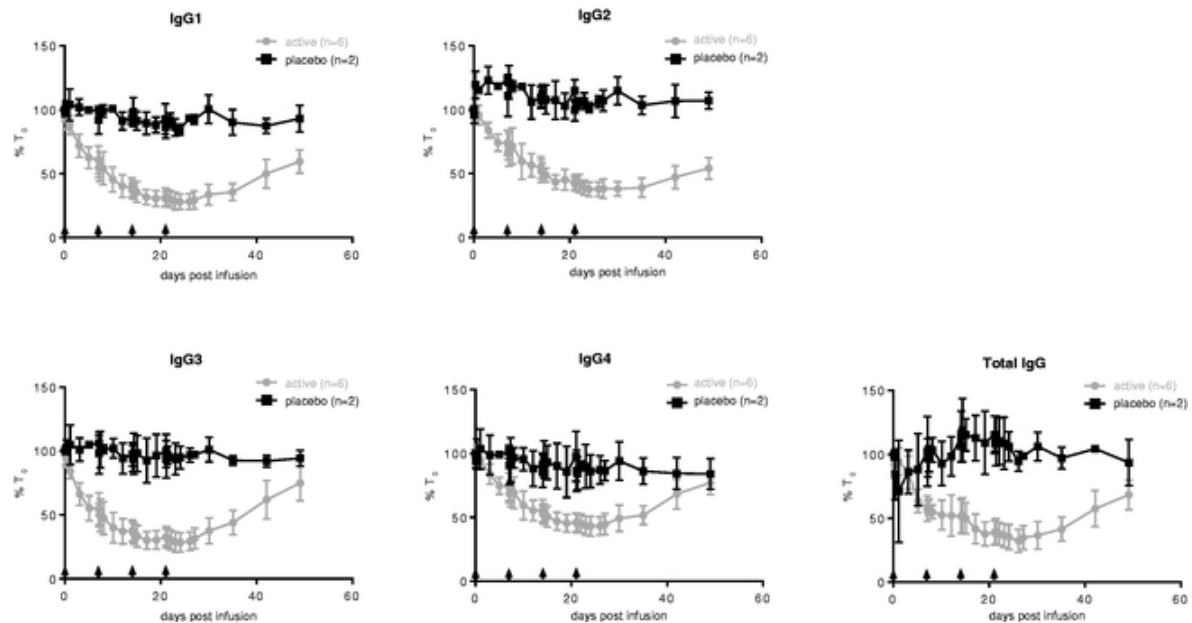 IgG1
150
100
50
0
% T0
0 20 40 60
days post infusion
active (n=6)
placebo (n=2)
IgG2
150
100
50
0
% T0
0 20 40 60
days post infusion
active (n=6)
placebo (n=2)
IgG3
150
100
50
0
% T0
0 20 40 60
days post infusion
active (n=6)
placebo (n=2)
IgG4
150
100
50
0
% T0
0 20 40 60
days post infusion
active (n=6)
placebo (n=2)
Total IgG
150
100
50
0
% T0
0 20 40 60
days post infusion
active (n=6)
placebo (n=2)